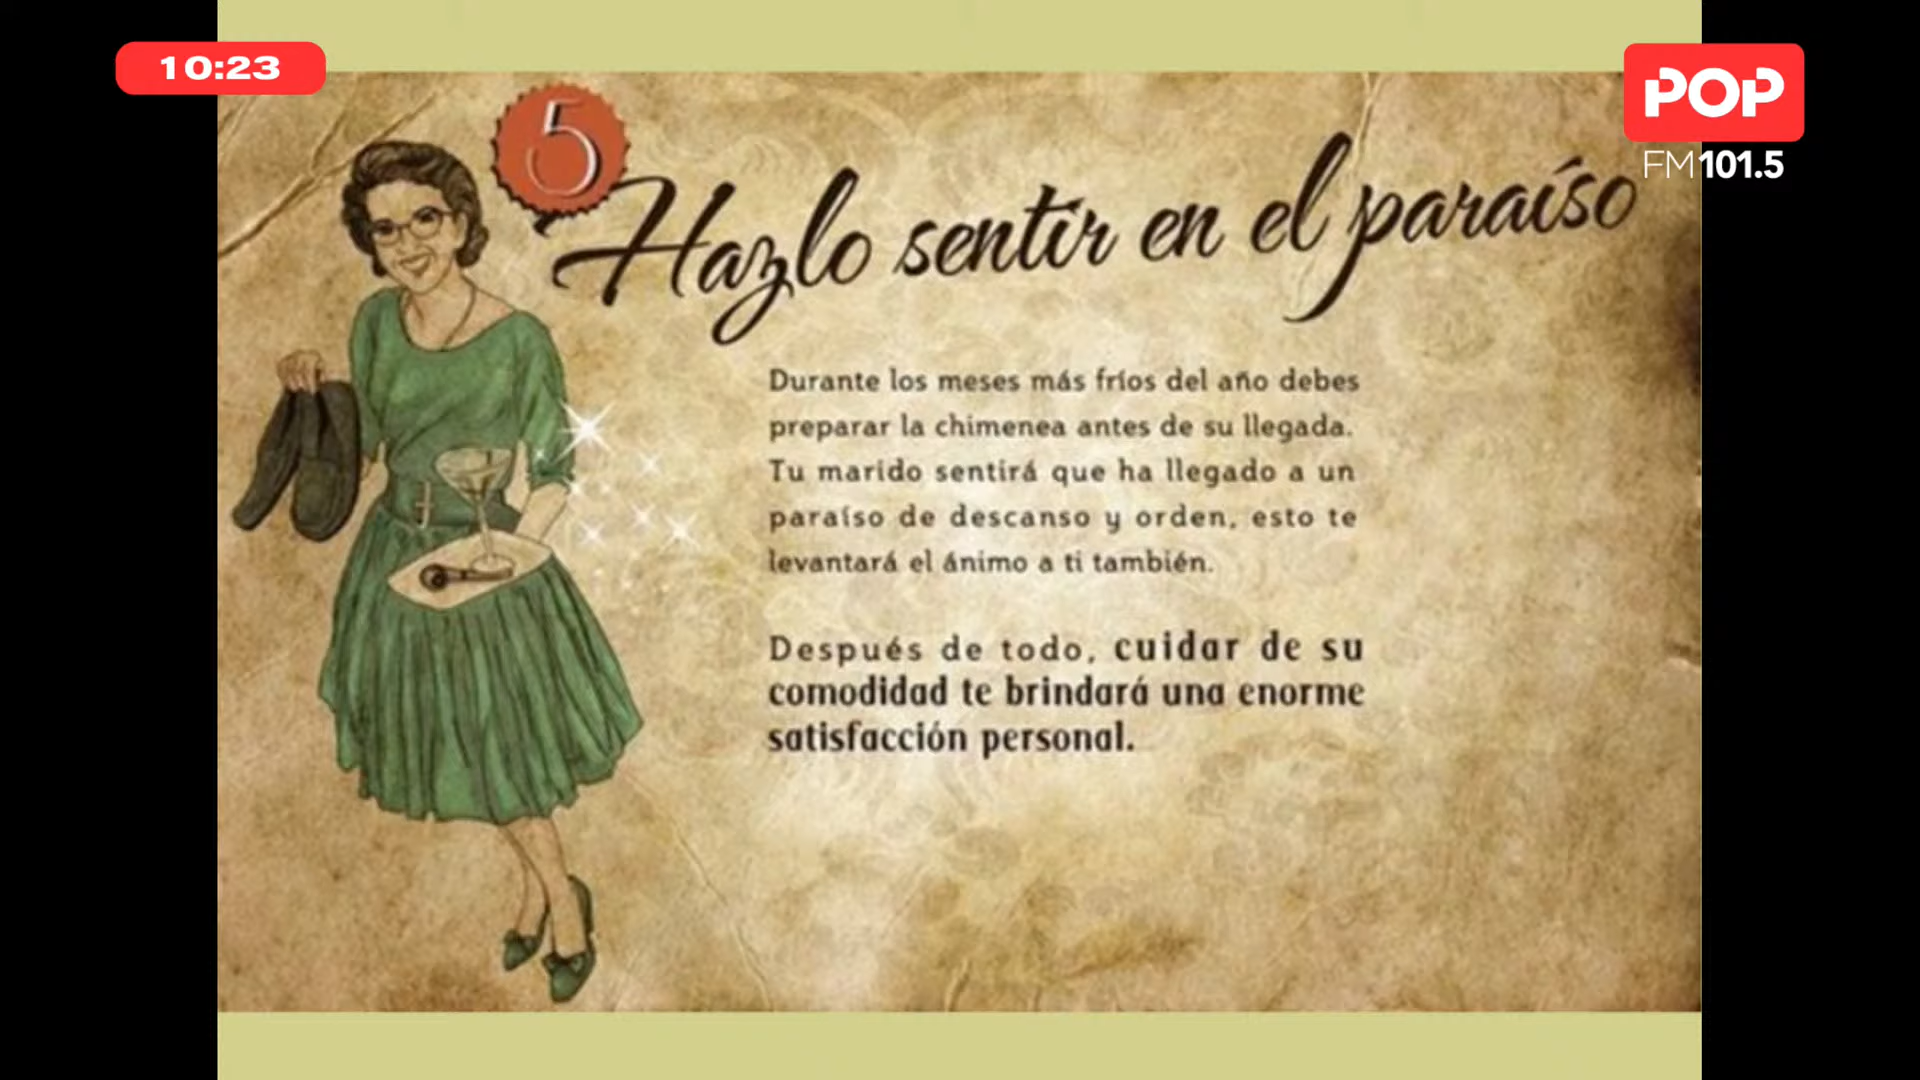 10:23
POP
FM101.5
5
Hazlo sentir en el paraíso
Durante los meses más fríos del año debes
preparar la chimenea antes de su llegada.
Tu marido sentirá que ha llegado a un
paraíso de descanso y orden, esto te
levantará el ánimo a ti también.
Después de todo, cuidar de su
comodidad te brindará una enorme
satisfacción personal.